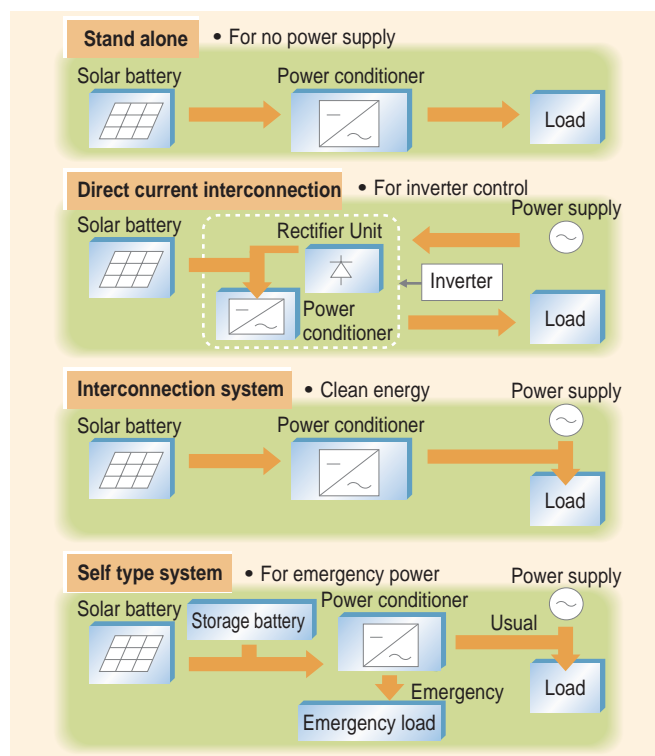 Stand alone • For no power supply
Solar battery
Power conditioner
Load
Direct current interconnection • For inverter control
Solar battery
Power supply
Rectifier Unit
Inverter
Power
conditioner
Load
Interconnection system • Clean energy
Power supply
Solar battery
Power conditioner
Load
Self type system • For emergency power
Power supply
Solar battery
Storage battery
Power conditioner
Usual
Load
Emergency
Emergency load